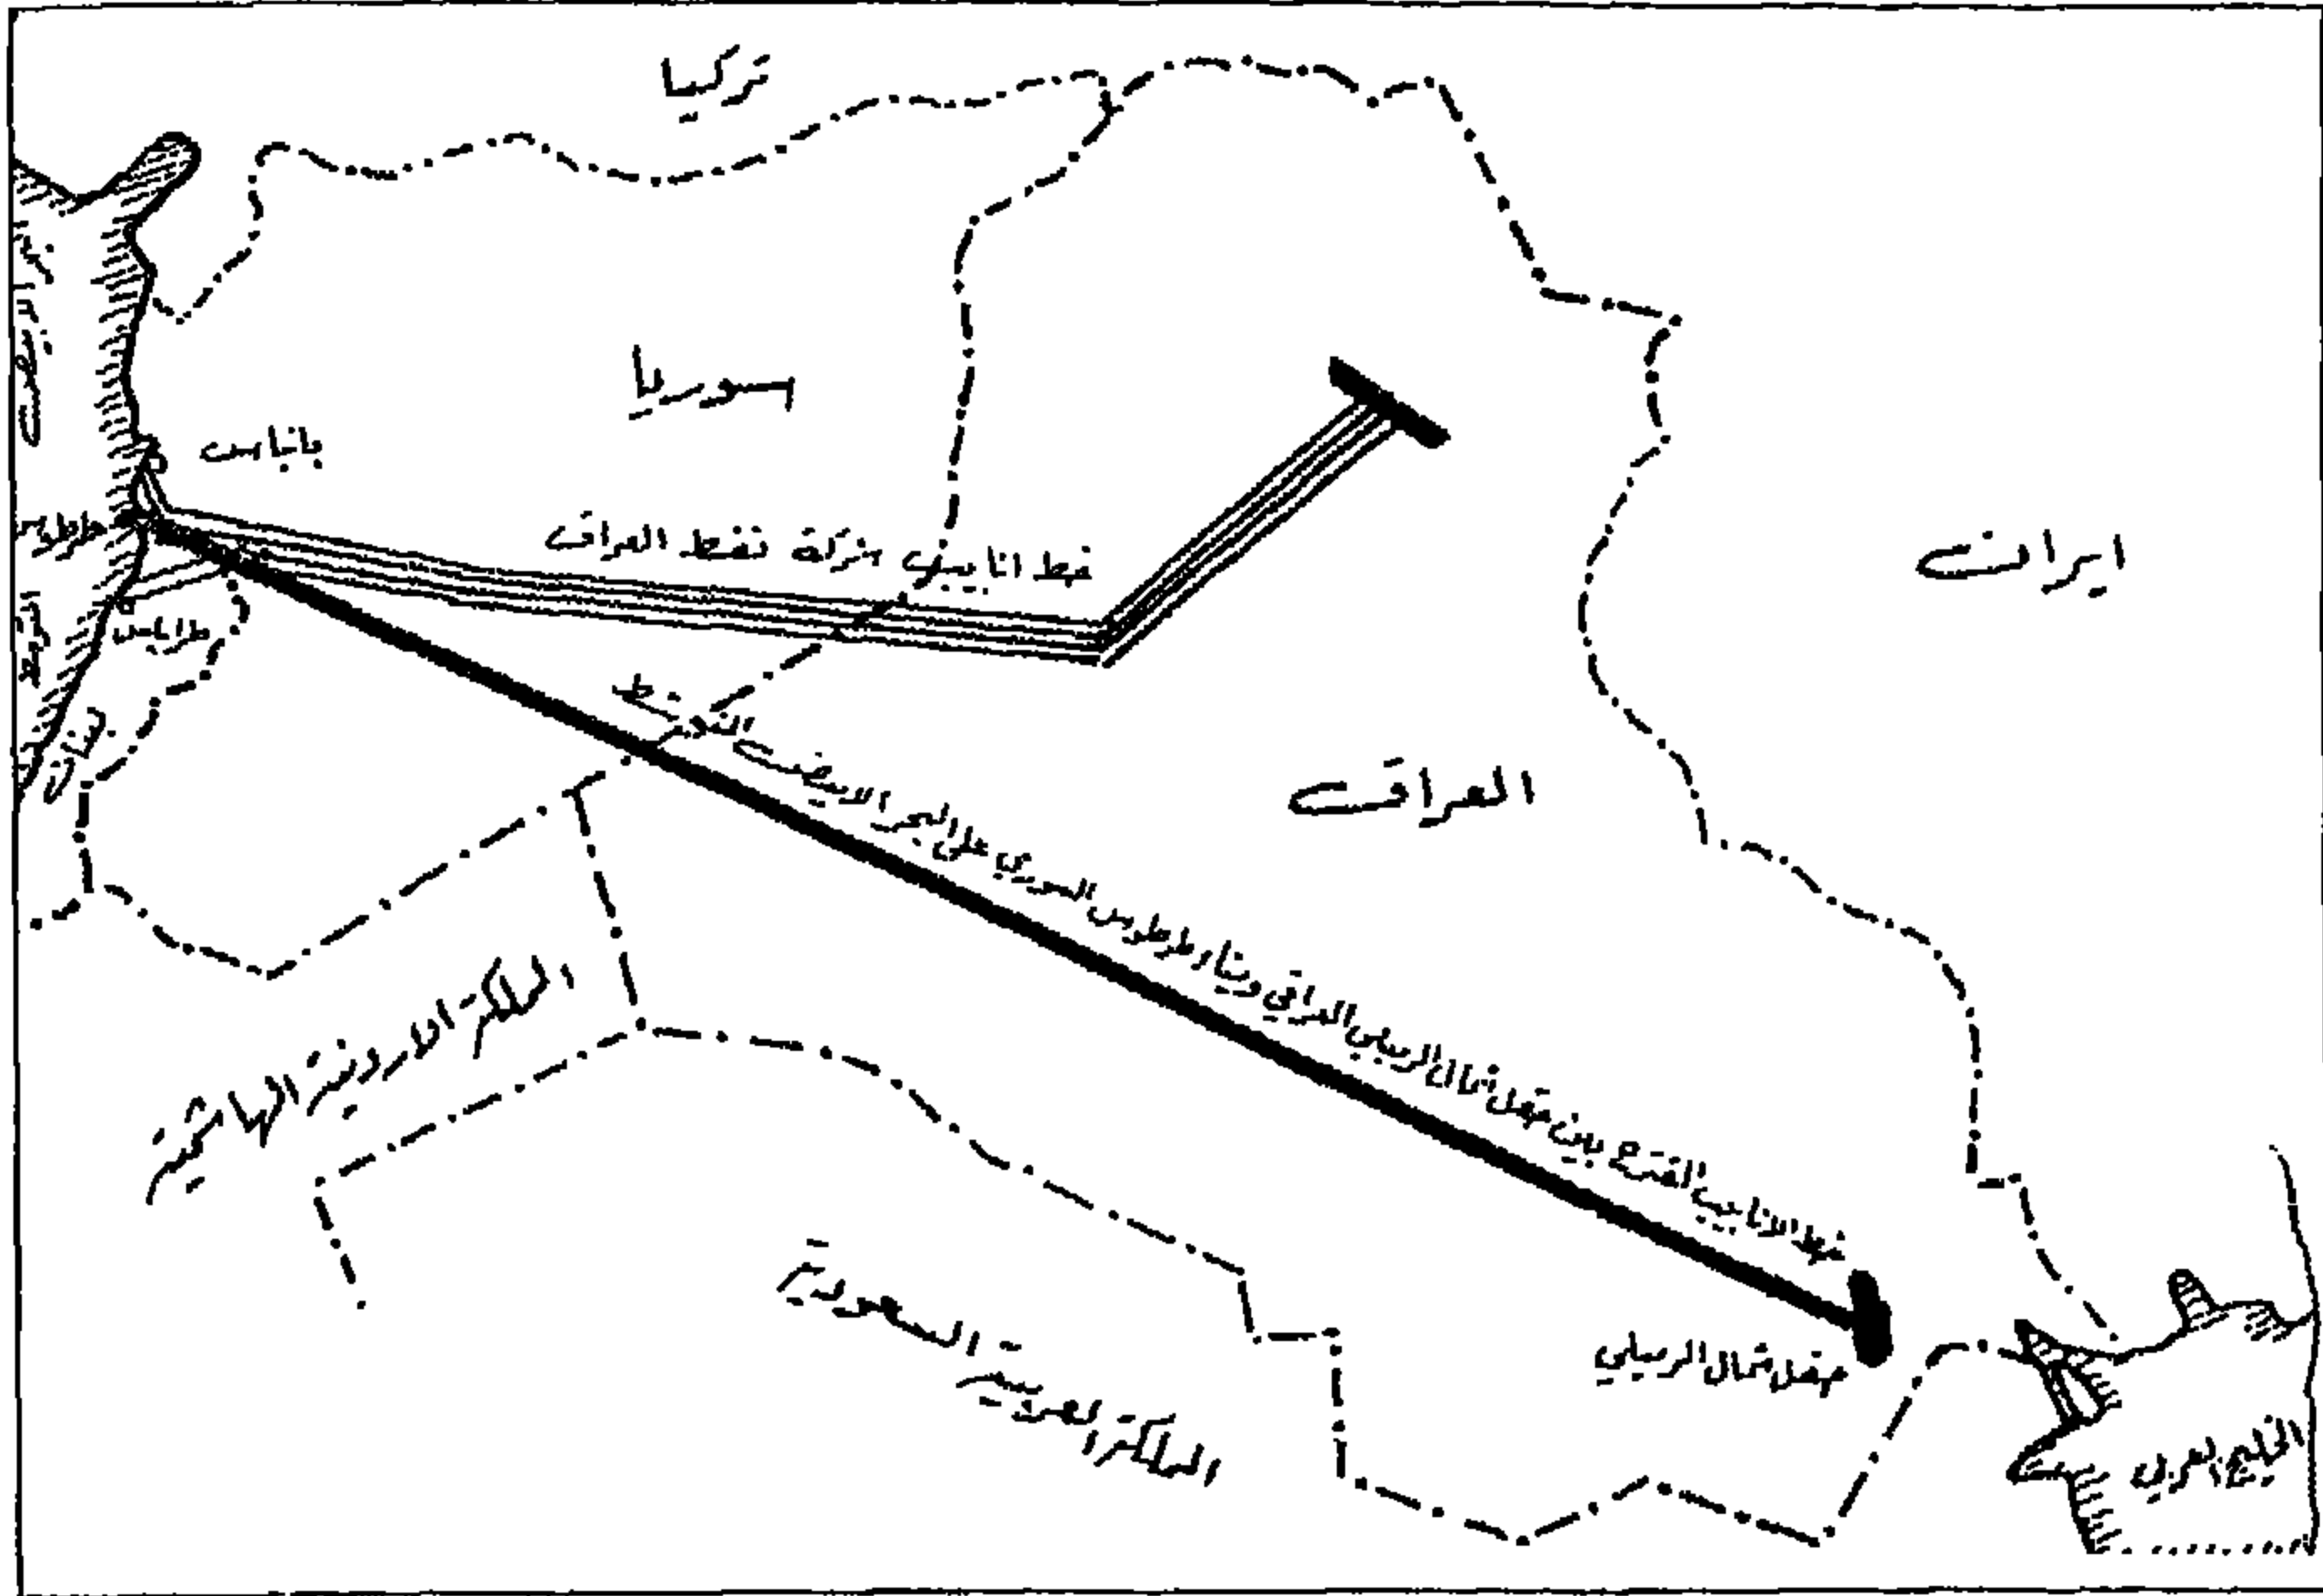 تركيا
سوريا
بانياس
خط انابيب شركة نفط العراق
ايران
طرابلس
لبنان
العراق
خط الانابيب المقترح بين حقل شمال الرميلي العراقي وميناء طرطوس السوري على البحر الابيض المتوسط
المملكة الاردنية الهاشمية
حقل شمال الرميلي
المملكة العربية السعودية
الخليج العربي